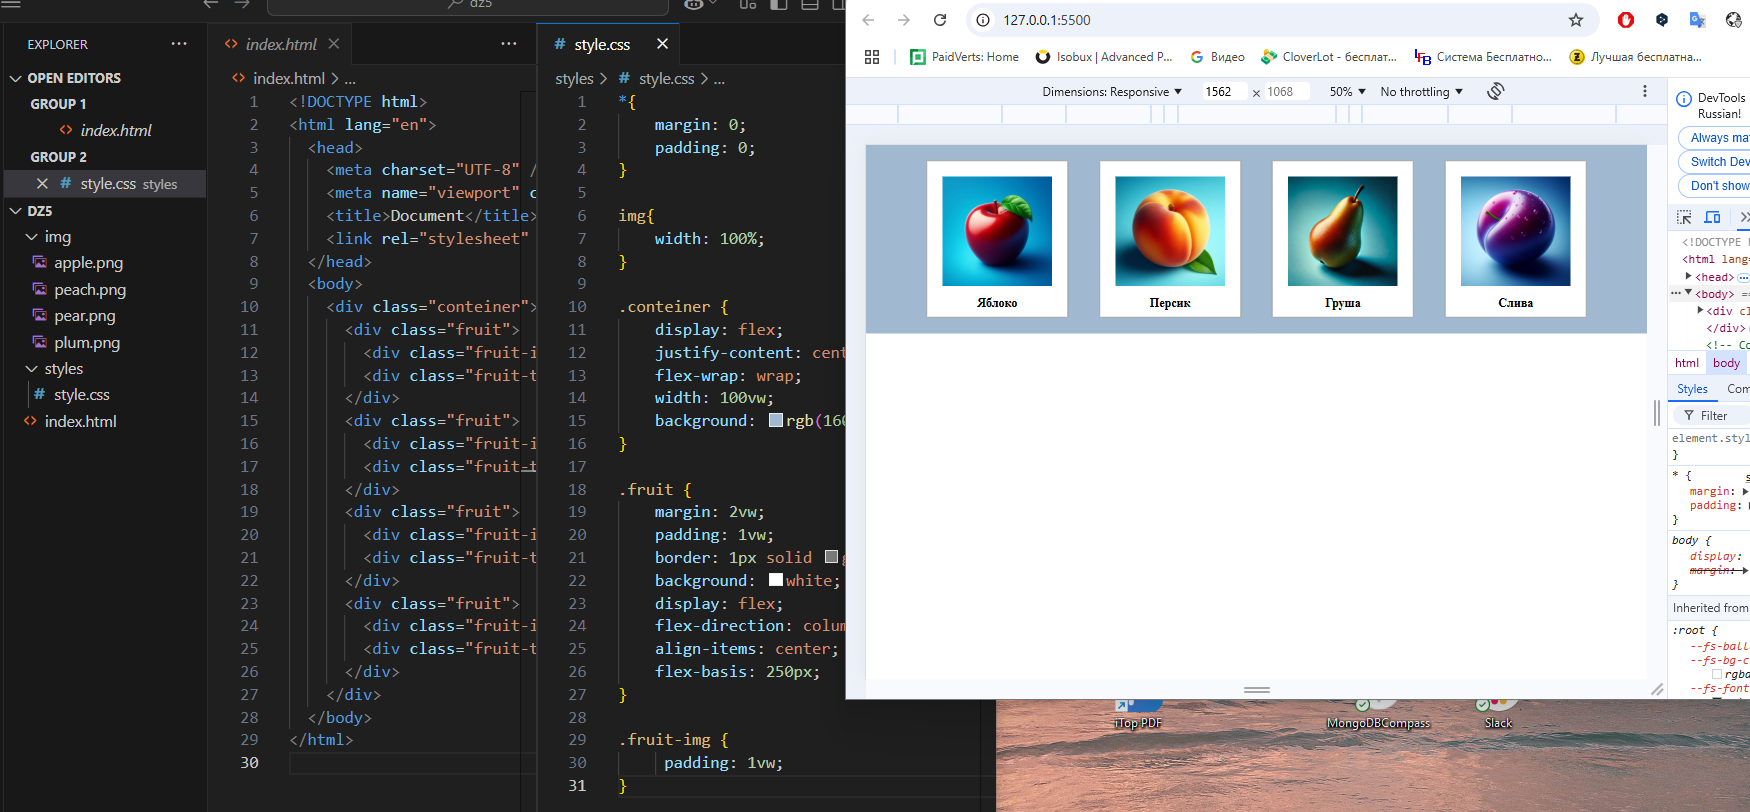 dz5
EXPLORER
OPEN EDITORS
GROUP 1
index.html
GROUP 2
style.css styles
DZ5
img
apple.png
peach.png
pear.png
plum.png
styles
style.css
index.html
index.html
index.html > ...
1 <!DOCTYPE html>
2 <html lang="en">
3 <head>
4 <meta charset="UTF-8" /
5 <meta name="viewport" c
6 <title>Document</title>
7 <link rel="stylesheet"
8 </head>
9 <body>
10 <div class="conteiner">
11 <div class="fruit">
12 <div class="fruit-i
13 <div class="fruit-t
14 </div>
15 <div class="fruit">
16 <div class="fruit-i
17 <div class="fruit-t
18 </div>
19 <div class="fruit">
20 <div class="fruit-i
21 <div class="fruit-t
22 </div>
23 <div class="fruit">
24 <div class="fruit-i
25 <div class="fruit-t
26 </div>
27 </div>
28 </body>
29 </html>
30
style.css
styles > style.css > ...
1 *{
2 margin: 0;
3 padding: 0;
4 }
5
6 img{
7 width: 100%;
8 }
9
10 .conteiner {
11 display: flex;
12 justify-content: cent
13 flex-wrap: wrap;
14 width: 100vw;
15 background: rgb(160
16 }
17
18 .fruit {
19 margin: 2vw;
20 padding: 1vw;
21 border: 1px solid g
22 background: white;
23 display: flex;
24 flex-direction: colum
25 align-items: center;
26 flex-basis: 250px;
27 }
28
29 .fruit-img {
30 padding: 1vw;
31 }
127.0.0.1:5500
PaidVerts: Home
Isobux | Advanced P...
Видео
CloverLot - бесплат...
Система Бесплатно...
Лучшая бесплатна...
Dimensions: Responsive 1562 × 1068 50% No throttling
Яблоко
Персик
Груша
Слива
DevTools
Russian!
Always ma
Switch Dev
Don't show
<!DOCTYPE
<html lang=
<head>
<body> ==
<div cl
</div>
<!-- Co
html body
Styles Com
Filter
element.styl
}
* {
margin:
padding:
}
body {
display:
margin:
}
Inherited from
:root {
--fs-ball
--fs-bg-c
rgba
--fs-font
iTop PDF
MongoDBCompass
Slack